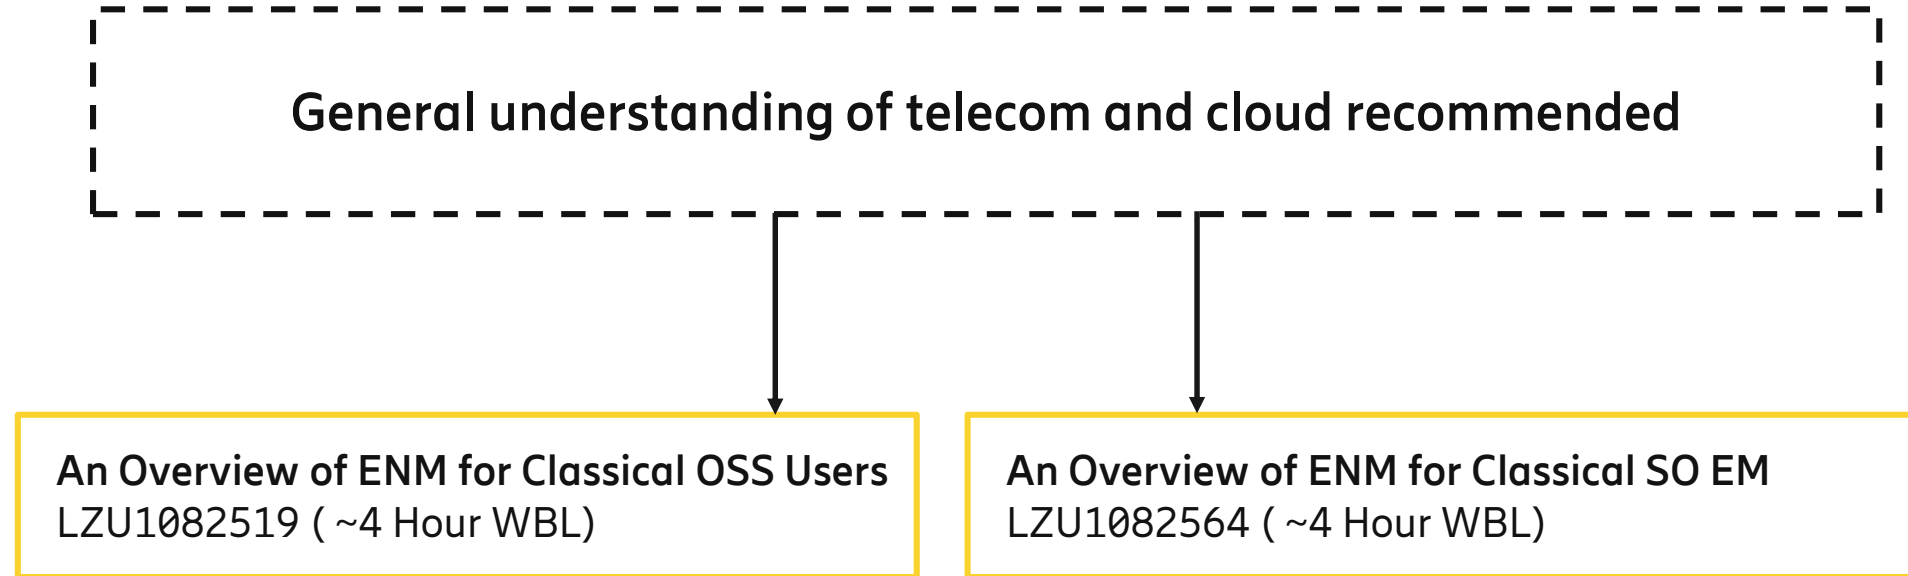 General understanding of telecom and cloud recommended
An Overview of ENM for Classical OSS Users
LZU1082519 ( ~4 Hour WBL)
An Overview of ENM for Classical SO EM
LZU1082564 ( ~4 Hour WBL)